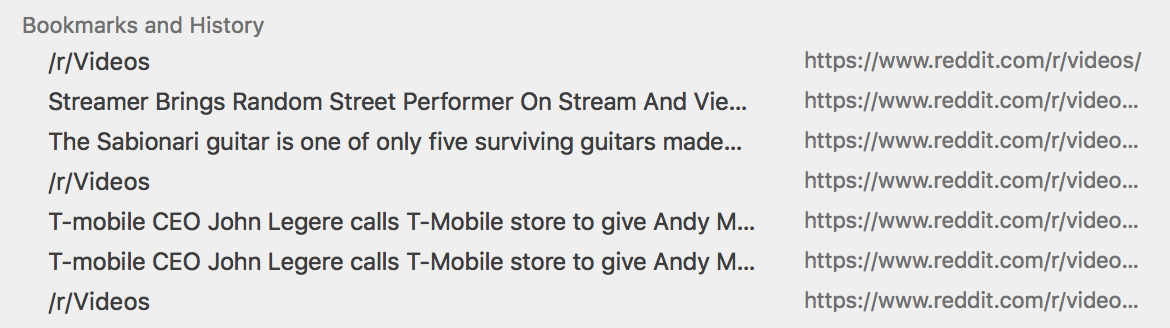 Bookmarks and History
/r/Videos https://www.reddit.com/r/videos/
Streamer Brings Random Street Performer On Stream And Vie... https://www.reddit.com/r/video...
The Sabionari guitar is one of only five surviving guitars made... https://www.reddit.com/r/video...
/r/Videos https://www.reddit.com/r/video...
T-mobile CEO John Legere calls T-Mobile store to give Andy M... https://www.reddit.com/r/video...
T-mobile CEO John Legere calls T-Mobile store to give Andy M... https://www.reddit.com/r/video...
/r/Videos https://www.reddit.com/r/video...